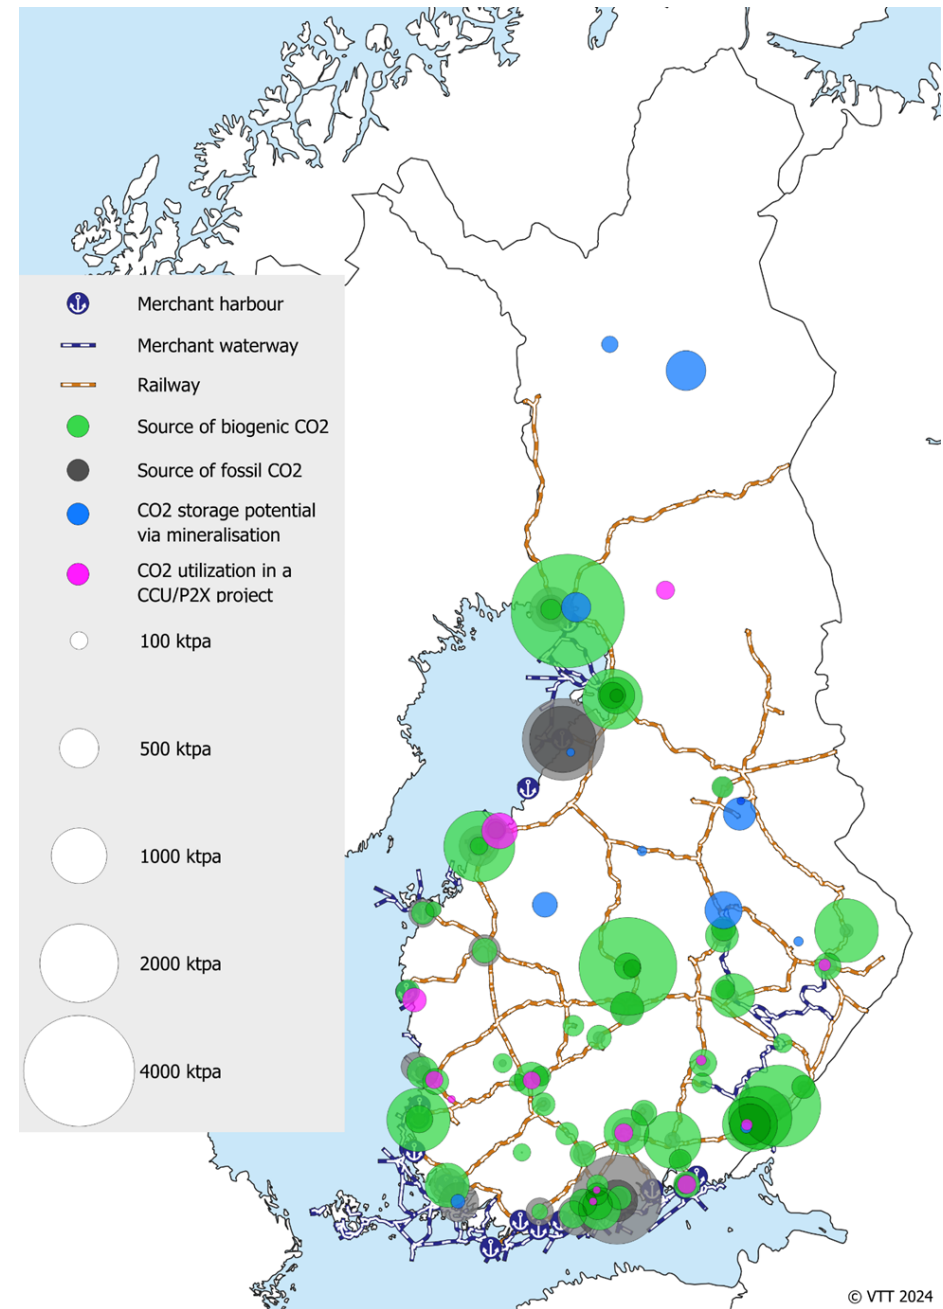 Merchant harbour
Merchant waterway
Railway
Source of biogenic CO2
Source of fossil CO2
CO2 storage potential
via mineralisation
CO2 utilization in a
CCU/P2X project
100 ktpa
500 ktpa
1000 ktpa
2000 ktpa
4000 ktpa
© VTT 2024